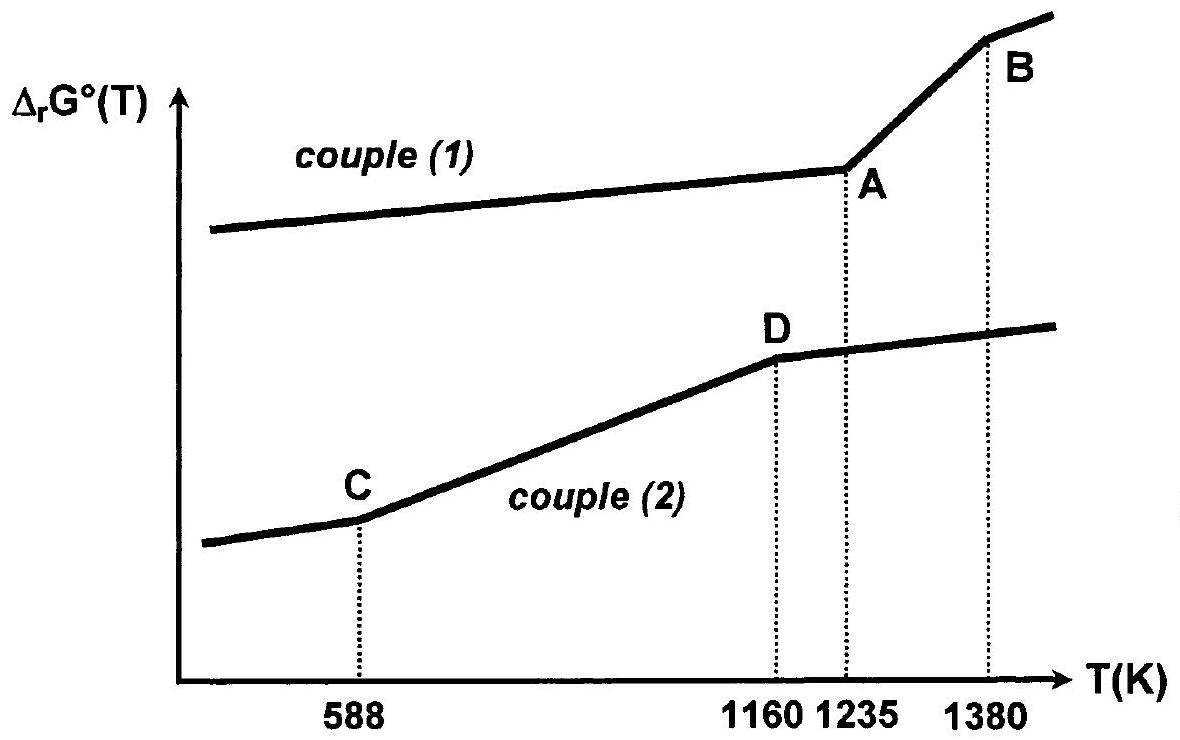 ΔrG°(T)
couple (1)
B
A
D
C
couple (2)
T(K)
588
1160
1235
1380